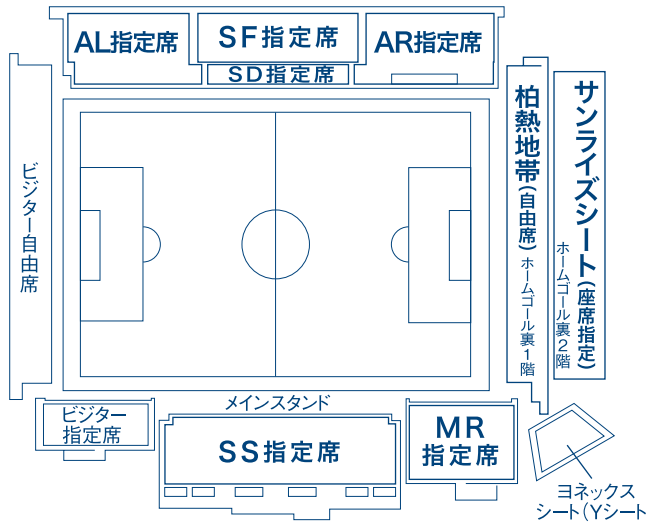 AL指定席
SF指定席
AR指定席
SD指定席
ビジター自由席
柏熱地帯(自由席)ホームゴール裏1階
サンライズシート(座席指定)
ホームゴール裏2階
メインスタンド
ビジター
指定席
SS指定席
MR
指定席
ヨネックス
シート(Yシート